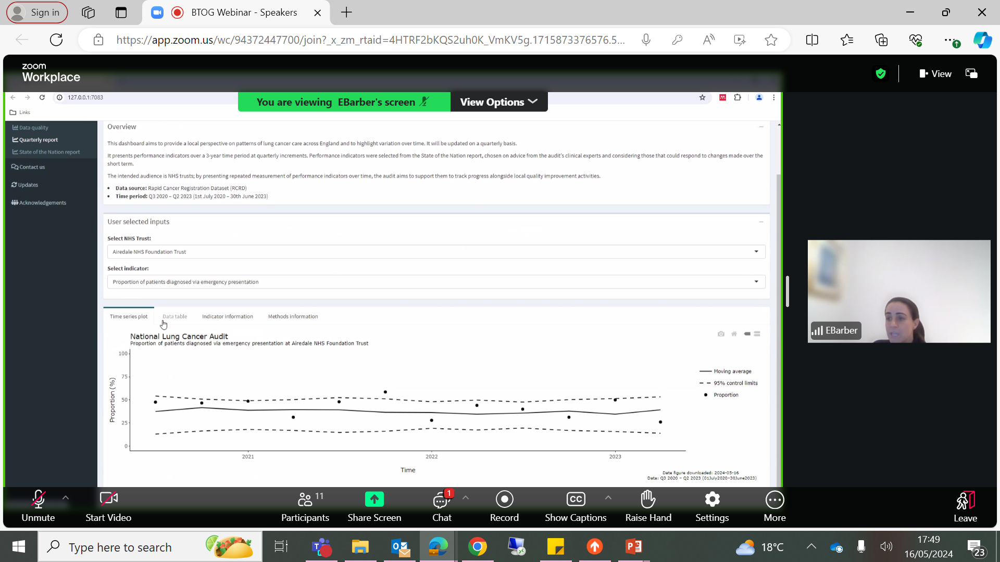 Sign in
BTOG Webinar - Speakers
https://app.zoom.us/wc/94372447700/join?_x_zm_rtaid=4HTRF2bKQS2uh0K_VmKV5g.1715873376576.5...
zoom
Workplace
View
127.0.0.1:7083
You are viewing EBarber's screen
View Options
Links
Data quality
Quarterly report
State of the Nation report
Contact us
Updates
Acknowledgements
Overview
This dashboard aims to provide a local perspective on patterns of lung cancer care across England and to highlight variation over time. It will be updated on a quarterly basis.
It presents performance indicators over a 3-year time period at quarterly increments. Performance indicators were selected from the State of the Nation report, chosen on advice from the audit's clinical experts and considering those that could respond to changes made over the
short term.
The intended audience is NHS trusts; by presenting repeated measurement of performance indicators over time, the audit aims to support them to track progress alongside local quality improvement activities.
Data source: Rapid Cancer Registration Dataset (RCRD)
Time period: Q3 2020 – Q2 2023 (1st July 2020 – 30th June 2023)
User selected inputs
Select NHS Trust:
Airedale NHS Foundation Trust
Select indicator:
Proportion of patients diagnosed via emergency presentation
Time series plot Data table Indicator information Methods information
National Lung Cancer Audit
Proportion of patients diagnosed via emergency presentation at Airedale NHS Foundation Trust
100
75
50
25
0
Proportion (%)
2021 2022 2023
Time
Moving average
95% control limits
Proportion
Date figure downloaded: 2024-05-16
Data: Q3 2020 – Q2 2023 (01July2020–30June2023)
EBarber
Unmute
Start Video
11
Participants
Share Screen
1
Chat
Record
CC
Show Captions
Raise Hand
Settings
More
Leave
Type here to search
18°C
17:49
16/05/2024
23